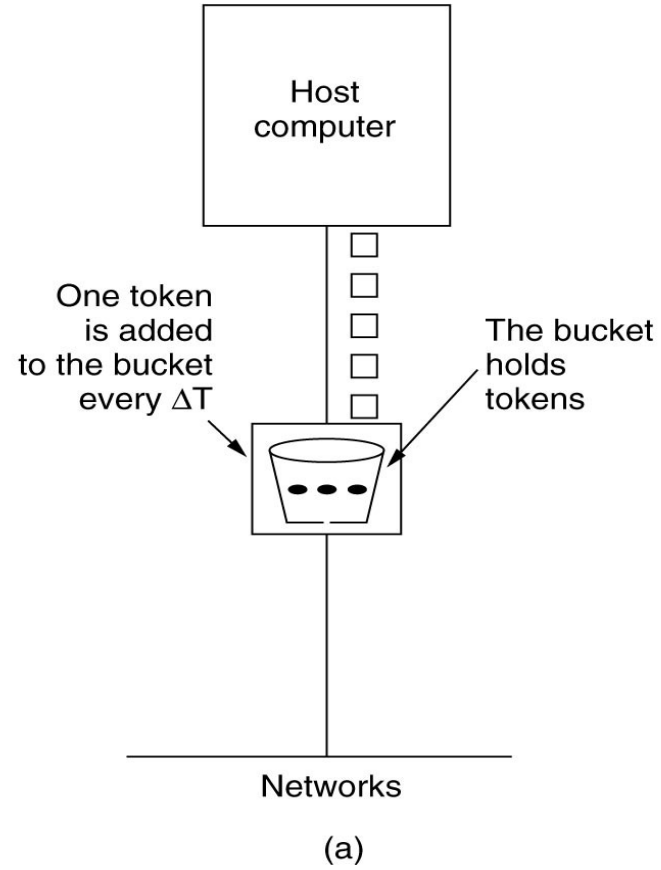 Host
computer
One token
is added
to the bucket
every ΔT
The bucket
holds
tokens
Networks
(a)